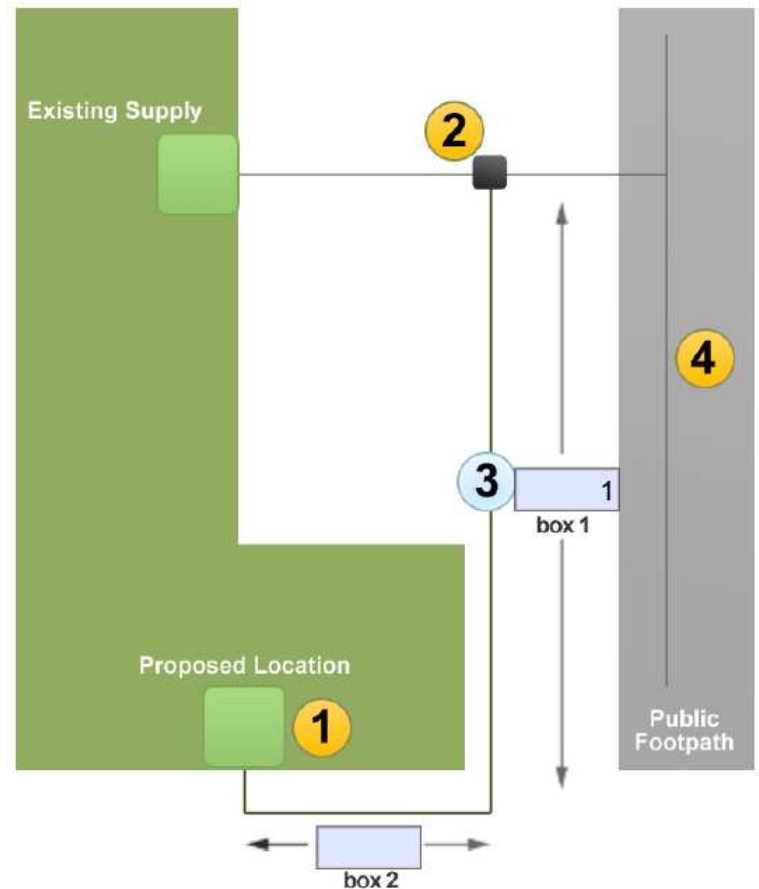 Existing Supply
2
4
3
1
box 1
Proposed Location
1
Public
Footpath
box 2